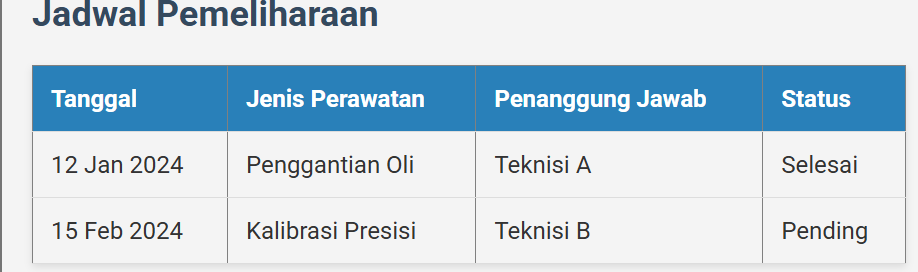 Jadwal Pemeliharaan
Tanggal Jenis Perawatan Penanggung Jawab Status
12 Jan 2024 Penggantian Oli Teknisi A Selesai
15 Feb 2024 Kalibrasi Presisi Teknisi B Pending